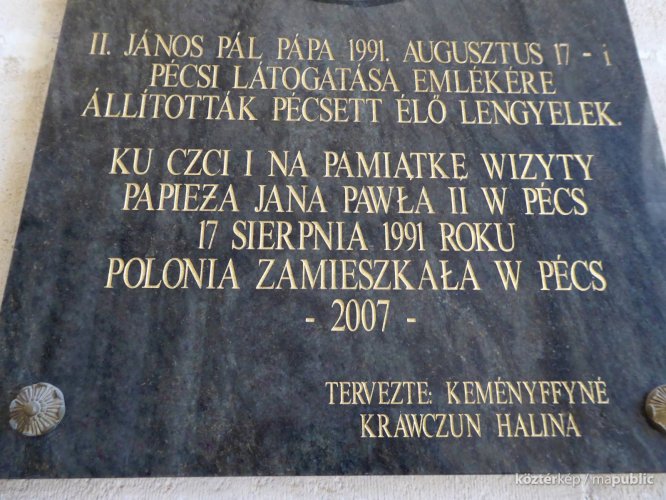 II. JÁNOS PÁL PÁPA 1991. AUGUSZTUS 17 - i
PÉCSI LÁTOGATÁSA EMLÉKÉRE
ÁLLÍTOTTÁK PÉCSETT ÉLŐ LENGYELEK.
KU CZCI I NA PAMIĄTKĘ WIZYTY
PAPIEŻA JANA PAWŁA II W PÉCS
17 SIERPNIA 1991 ROKU
POLONIA ZAMIESZKAŁA W PÉCS
- 2007 -
TERVEZTE: KEMÉNYFFYNÉ
KRAWCZUN HALINA
köztérkép / mapublic